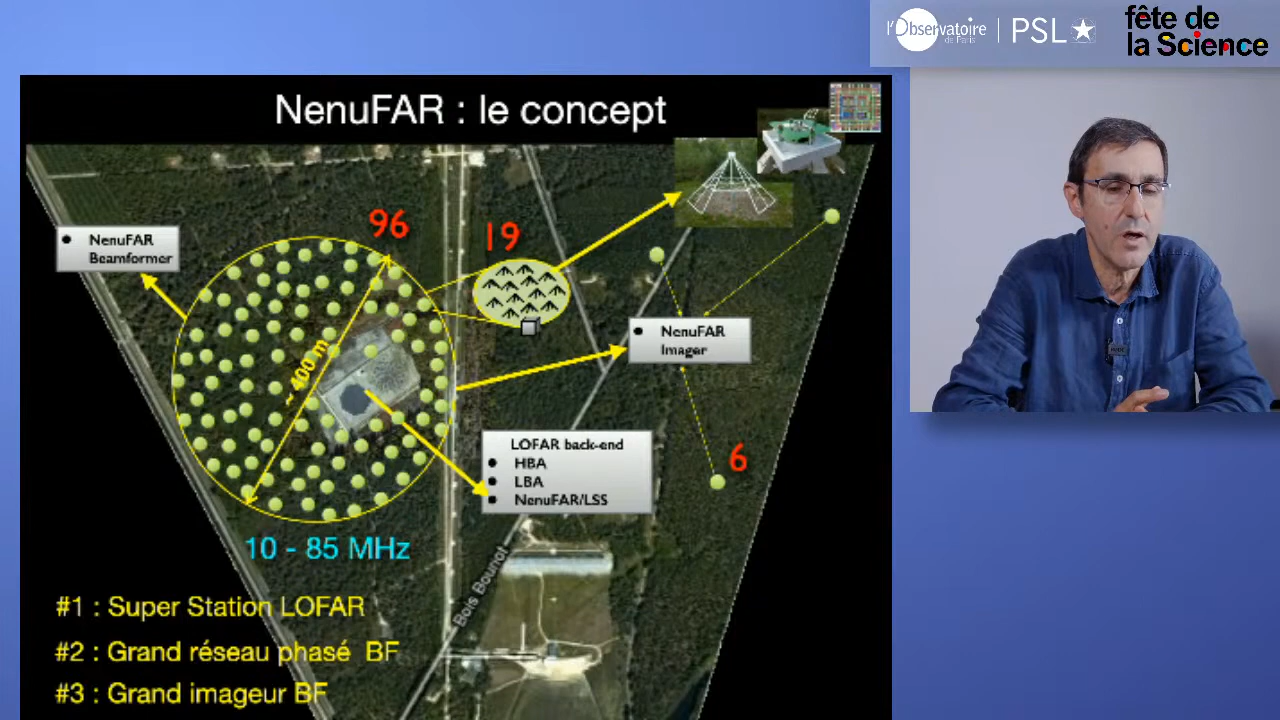 l'Observatoire
de Paris
PSL
fête de
la Science
NenuFAR : le concept
96
19
NenuFAR
Beamformer
~ 400 m
NenuFAR
Imager
LOFAR back-end
HBA
LBA
NenuFAR/LSS
6
10 - 85 MHz
Bois Bounot
#1 : Super Station LOFAR
#2 : Grand réseau phasé BF
#3 : Grand imageur BF